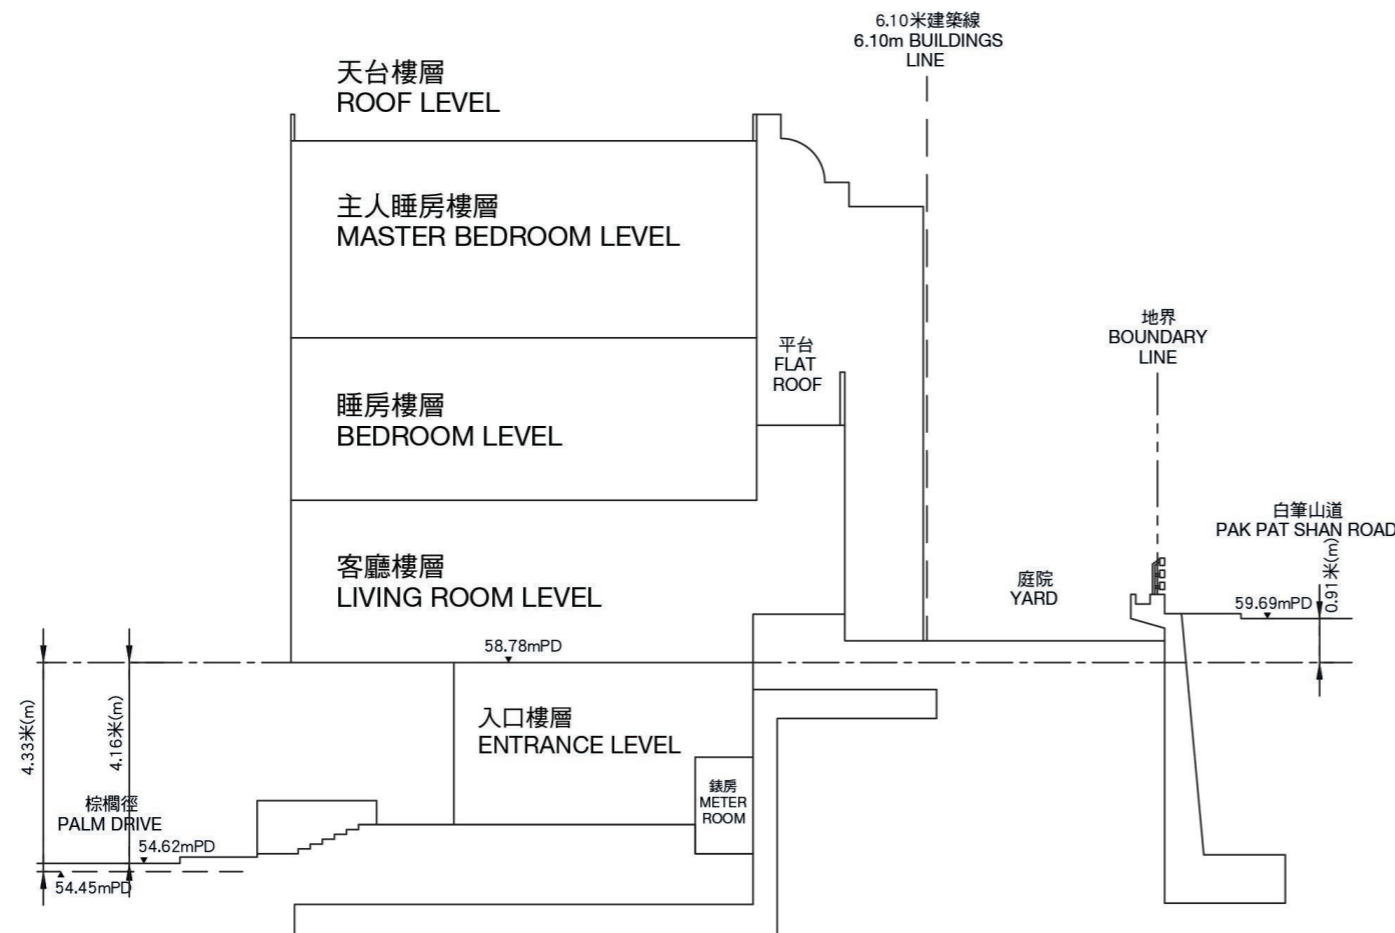 6.10米建築線
6.10m BUILDINGS
LINE
天台樓層
ROOF LEVEL
主人睡房樓層
MASTER BEDROOM LEVEL
平台
FLAT
ROOF
地界
BOUNDARY
LINE
睡房樓層
BEDROOM LEVEL
白筆山道
PAK PAT SHAN ROAD
客廳樓層
LIVING ROOM LEVEL
庭院
YARD
59.69mPD
0.91米(m)
58.78mPD
4.33米(m)
4.16米(m)
入口樓層
ENTRANCE LEVEL
錶房
METER
ROOM
棕櫚徑
PALM DRIVE
54.62mPD
54.45mPD